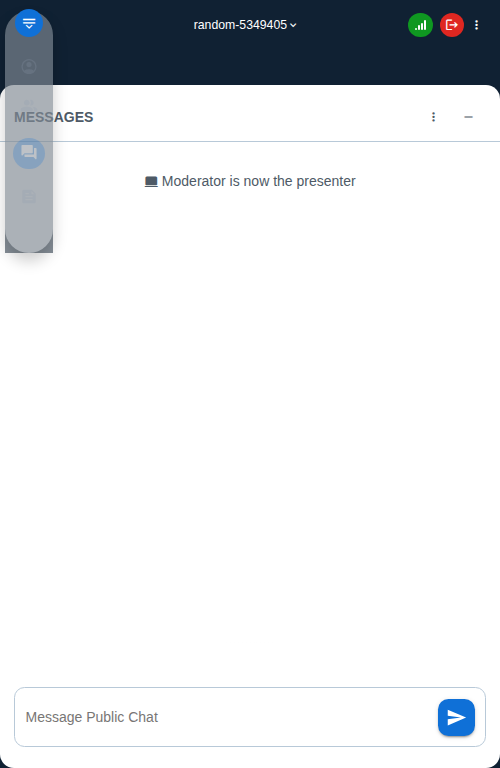 random-5349405
MESSAGES
Moderator is now the presenter
Message Public Chat